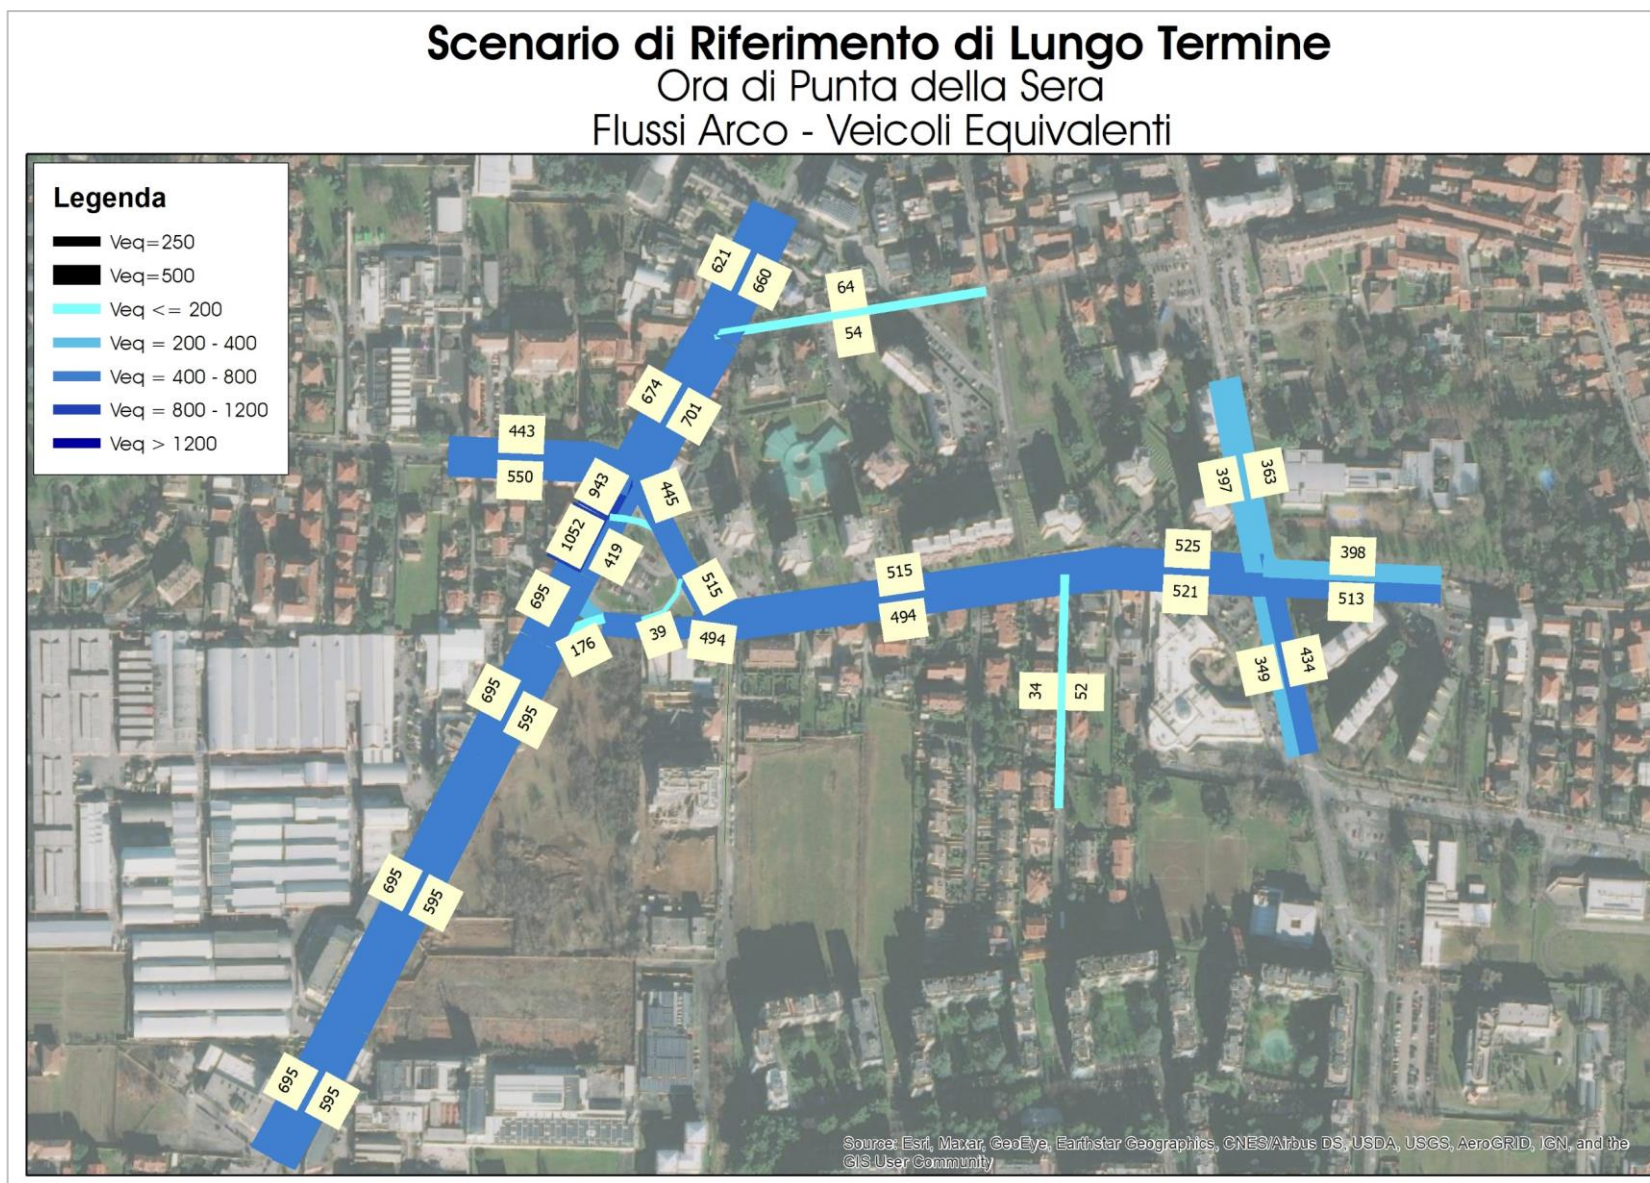 Scenario di Riferimento di Lungo Termine
Ora di Punta della Sera
Flussi Arco - Veicoli Equivalenti
Legenda
Veq=250
Veq=500
Veq <= 200
Veq = 200 - 400
Veq = 400 - 800
Veq = 800 - 1200
Veq > 1200
621
660
64
54
674
701
443
550
943
445
1052
419
397
363
695
515
515
494
525
521
398
513
176
39
494
349
434
34
52
695
595
695
595
695
595
Source: Esri, Maxar, GeoEye, Earthstar Geographics, CNES/Airbus DS, USDA, USGS, AeroGRID, IGN, and the
GIS User Community